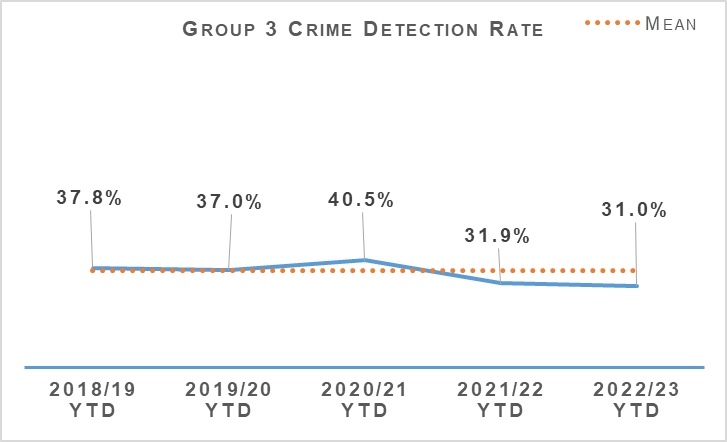 Group 3 Crime Detection Rate
Mean
37.8%
37.0%
40.5%
31.9%
31.0%
2018/19 YTD
2019/20 YTD
2020/21 YTD
2021/22 YTD
2022/23 YTD